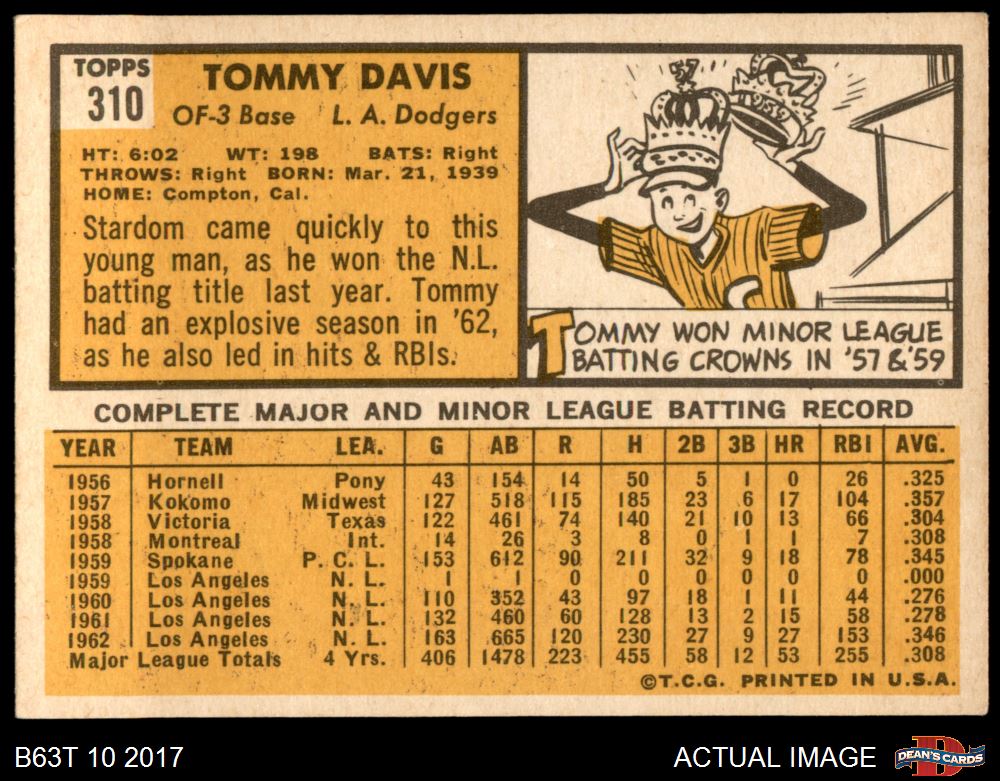 TOPPS
310
TOMMY DAVIS
OF-3 Base L. A. Dodgers
HT: 6:02 WT: 198 BATS: Right
THROWS: Right BORN: Mar. 21, 1939
HOME: Compton, Cal.
Stardom came quickly to this
young man, as he won the N.L.
batting title last year. Tommy
had an explosive season in '62,
as he also led in hits & RBIs.
57
1959
TOMMY WON MINOR LEAGUE
BATTING CROWNS IN '57 & '59
COMPLETE MAJOR AND MINOR LEAGUE BATTING RECORD
YEAR TEAM LEA. G AB R H 2B 3B HR RBI AVG.
1956 Hornell Pony 43 154 14 50 5 1 0 26 .325
1957 Kokomo Midwest 127 518 115 185 23 6 17 104 .357
1958 Victoria Texas 122 461 74 140 21 10 13 66 .304
1958 Montreal Int. 14 26 3 8 0 1 1 7 .308
1959 Spokane P. C. L. 153 612 90 211 32 9 18 78 .345
1959 Los Angeles N. L. 1 1 0 0 0 0 0 0 .000
1960 Los Angeles N. L. 110 352 43 97 18 1 11 44 .276
1961 Los Angeles N. L. 132 460 60 128 13 2 15 58 .278
1962 Los Angeles N. L. 163 665 120 230 27 9 27 153 .346
Major League Totals 4 Yrs. 406 1478 223 455 58 12 53 255 .308
©T.C.G. PRINTED IN U.S.A.
B63T 10 2017
ACTUAL IMAGE
D
DEAN'S CARDS